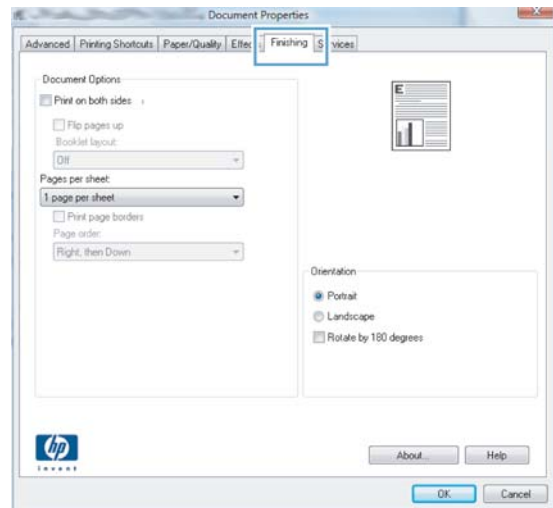 Document Properties
Advanced Printing Shortcuts Paper/Quality Finishing
Document Options
Print on both sides
Flip pages up
Booklet layout:
Off
Pages per sheet:
1 page per sheet
Print page borders
Page order:
Right, then Down
E
Orientation
Portrait
Landscape
Rotate by 180 degrees
hp
invent
About... Help
OK Cancel